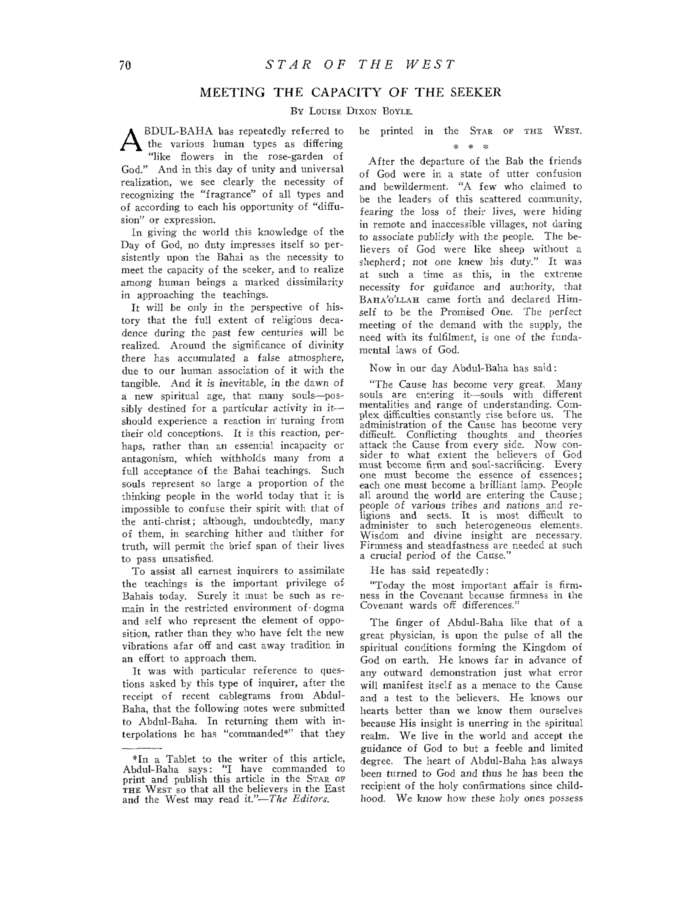 70
STAR OF THE WEST
MEETING THE CAPACITY OF THE SEEKER
By Louise Dixon Boyle.
ABDUL-BAHA has repeatedly referred to
the various human types as differing
"like flowers in the rose-garden of
God." And in this day of unity and universal
realization, we see clearly the necessity of
recognizing the "fragrance" of all types and
of according to each his opportunity of "diffu-
sion" or expression.
In giving the world this knowledge of the
Day of God, no duty impresses itself so per-
sistently upon the Bahai as the necessity to
meet the capacity of the seeker, and to realize
among human beings a marked dissimilarity
in approaching the teachings.
It will be only in the perspective of his-
tory that the full extent of religious deca-
dence during the past few centuries will be
realized. Around the significance of divinity
there has accumulated a false atmosphere,
due to our human association of it with the
tangible. And it is inevitable, in the dawn of
a new spiritual age, that many souls—pos-
sibly destined for a particular activity in it—
should experience a reaction in turning from
their old conceptions. It is this reaction, per-
haps, rather than an essential incapacity or
antagonism, which withholds many from a
full acceptance of the Bahai teachings. Such
souls represent so large a proportion of the
thinking people in the world today that it is
impossible to confuse their spirit with that of
the anti-christ; although, undoubtedly, many
of them, in searching hither and thither for
truth, will permit the brief span of their lives
to pass unsatisfied.
To assist all earnest inquirers to assimilate
the teachings is the important privilege of
Bahais today. Surely it must be such as re-
main in the restricted environment of dogma
and self who represent the element of oppo-
sition, rather than they who have felt the new
vibrations afar off and cast away tradition in
an effort to approach them.
It was with particular reference to ques-
tions asked by this type of inquirer, after the
receipt of recent cablegrams from Abdul-
Baha, that the following notes were submitted
to Abdul-Baha. In returning them with in-
terpolations he has "commanded*" that they
*In a Tablet to the writer of this article,
Abdul-Baha says: "I have commanded to
print and publish this article in the STAR OF
THE WEST so that all the believers in the East
and the West may read it."—The Editors.
be printed in the STAR OF THE WEST.
* * *
After the departure of the Bab the friends
of God were in a state of utter confusion
and bewilderment. "A few who claimed to
be the leaders of this scattered community,
fearing the loss of their lives, were hiding
in remote and inaccessible villages, not daring
to associate publicly with the people. The be-
lievers of God were like sheep without a
shepherd; not one knew his duty." It was
at such a time as this, in the extreme
necessity for guidance and authority, that
BAHA'O'LLAH came forth and declared Him-
self to be the Promised One. The perfect
meeting of the demand with the supply, the
need with its fulfilment, is one of the funda-
mental laws of God.
Now in our day Abdul-Baha has said:
"The Cause has become very great. Many
souls are entering it—souls with different
mentalities and range of understanding. Com-
plex difficulties constantly rise before us. The
administration of the Cause has become very
difficult. Conflicting thoughts and theories
attack the Cause from every side. Now con-
sider to what extent the believers of God
must become firm and soul-sacrificing. Every
one must become the essence of essences;
each one must become a brilliant lamp. People
all around the world are entering the Cause;
people of various tribes and nations and re-
ligions and sects. It is most difficult to
administer to such heterogeneous elements.
Wisdom and divine insight are necessary.
Firmness and steadfastness are needed at such
a crucial period of the Cause."
He has said repeatedly:
"Today the most important affair is firm-
ness in the Covenant because firmness in the
Covenant wards off differences."
The finger of Abdul-Baha like that of a
great physician, is upon the pulse of all the
spiritual conditions forming the Kingdom of
God on earth. He knows far in advance of
any outward demonstration just what error
will manifest itself as a menace to the Cause
and a test to the believers. He knows our
hearts better than we know them ourselves
because His insight is unerring in the spiritual
realm. We live in the world and accept the
guidance of God to but a feeble and limited
degree. The heart of Abdul-Baha has always
been turned to God and thus he has been the
recipient of the holy confirmations since child-
hood. We know how these holy ones possess